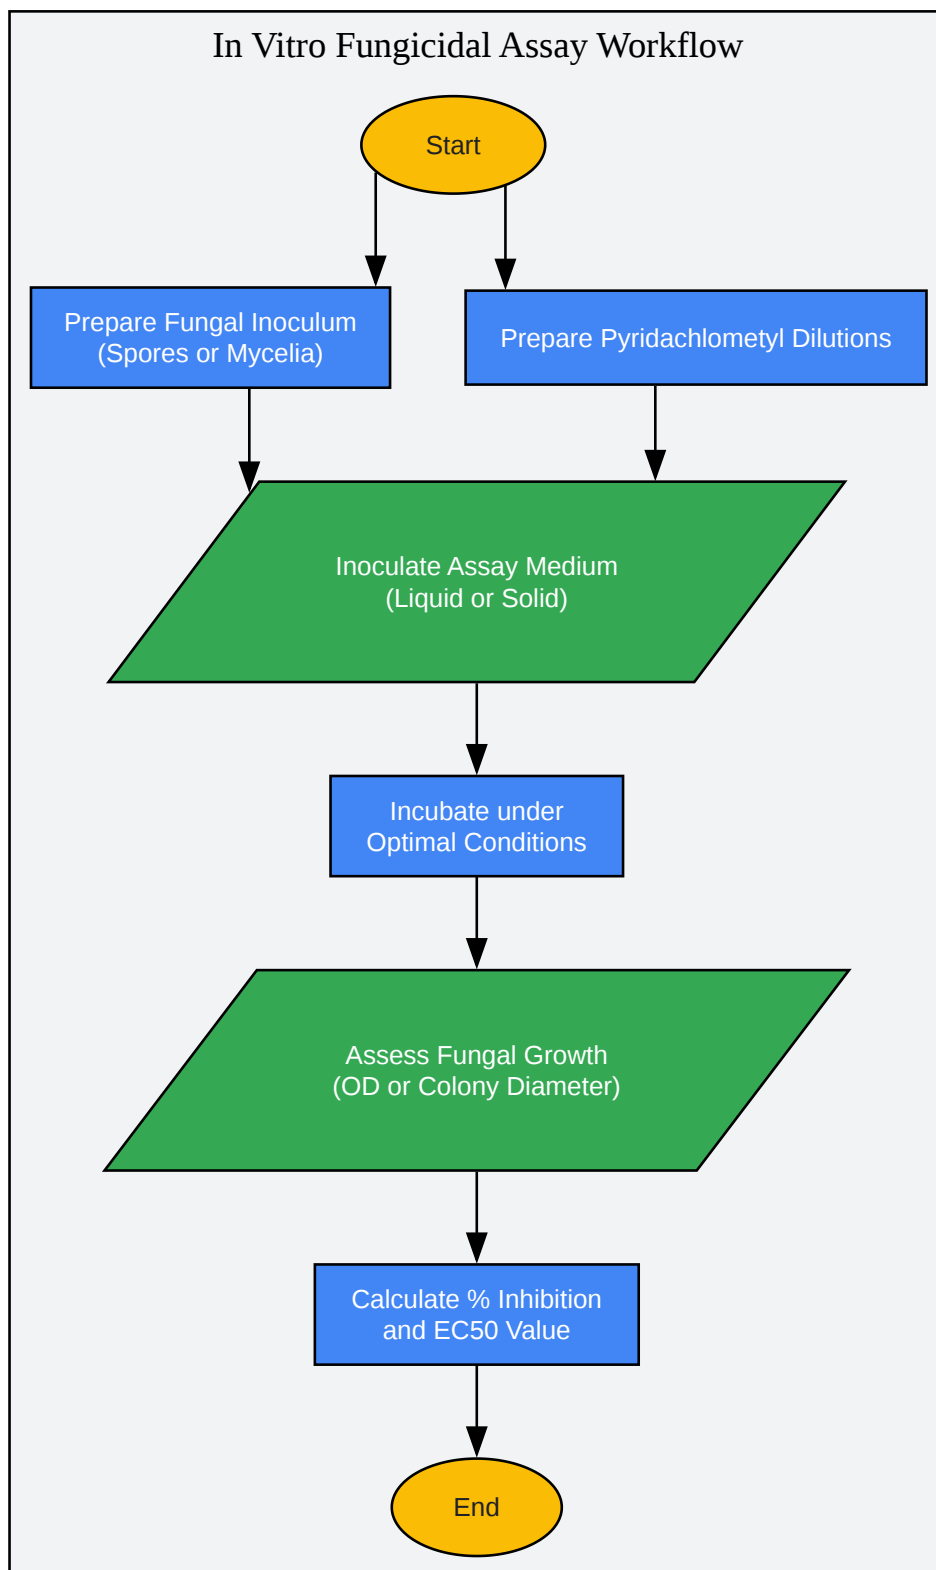 In Vitro Fungicidal Assay Workflow
Start
Prepare Fungal Inoculum
(Spores or Mycelia)
Prepare Pyridachlometyl Dilutions
Inoculate Assay Medium
(Liquid or Solid)
Incubate under
Optimal Conditions
Assess Fungal Growth
(OD or Colony Diameter)
Calculate % Inhibition
and EC50 Value
End